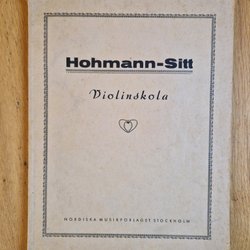 Hohmann-Sitt
Violinskola
NORDISKA MUSIKFÖRLAGET STOCKHOLM